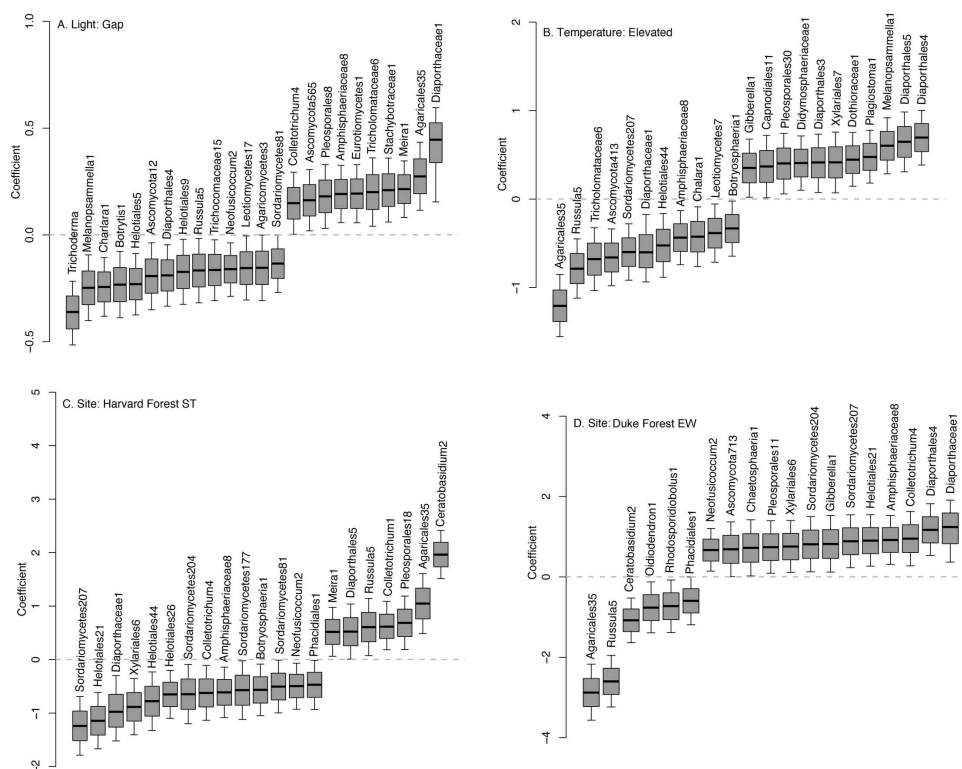 A. Light: Gap
Coefficient
1.0
0.5
0.0
−0.5
Trichoderma
Melanopsammella1
Charlara1
Botrytis1
Helotiales5
Ascomycota12
Diaporthales4
Helotiales9
Russula5
Trichocomaceae15
Neofusicoccum2
Leotiomycetes17
Agaricomycetes3
Sordariomycetes81
Colletotrichum4
Ascomycota565
Pleosporales8
Amphisphaeriaceae8
Eurotiomycetes1
Tricholomataceae6
Stachybotraceae1
Meira1
Agaricales35
Diaporthaceae1
B. Temperature: Elevated
Coefficient
2
1
0
−1
Agaricales35
Russula5
Tricholomataceae6
Ascomycota413
Sordariomycetes207
Diaporthaceae1
Helotiales44
Amphisphaeriaceae8
Chalara1
Leotiomycetes7
Botryosphaeria1
Gibberella1
Capnodiales11
Pleosporales30
Didymosphaeriaceae1
Diaporthales3
Xylariales7
Dothioraceae1
Plagiostoma1
Melanopsammella1
Diaporthales5
Diaporthales4
C. Site: Harvard Forest ST
Coefficient
5
4
3
2
1
0
−1
−2
Sordariomycetes207
Helotiales21
Diaporthaceae1
Xylariales6
Helotiales44
Helotiales26
Sordariomycetes204
Colletotrichum4
Amphisphaeriaceae8
Sordariomycetes177
Botryosphaeria1
Sordariomycetes81
Neofusicoccum2
Phacidiales1
Meira1
Diaporthales5
Russula5
Colletotrichum1
Pleosporales18
Agaricales35
Ceratobasidium2
D. Site: Duke Forest EW
Coefficient
4
2
0
−2
−4
Agaricales35
Russula5
Ceratobasidium2
Oidiodendron1
Rhodosporidiobolus1
Phacidiales1
Neofusicoccum2
Ascomycota713
Chaetosphaeria1
Pleosporales11
Xylariales6
Sordariomycetes204
Gibberella1
Sordariomycetes207
Helotiales21
Amphisphaeriaceae8
Colletotrichum4
Diaporthales4
Diaporthaceae1